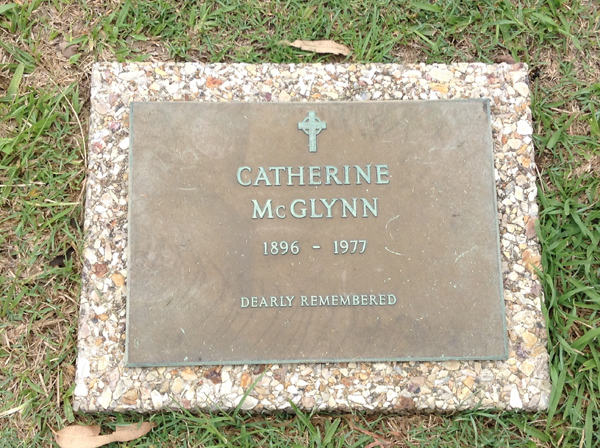 CATHERINE
McGLYNN
1896 - 1977
DEARLY REMEMBERED